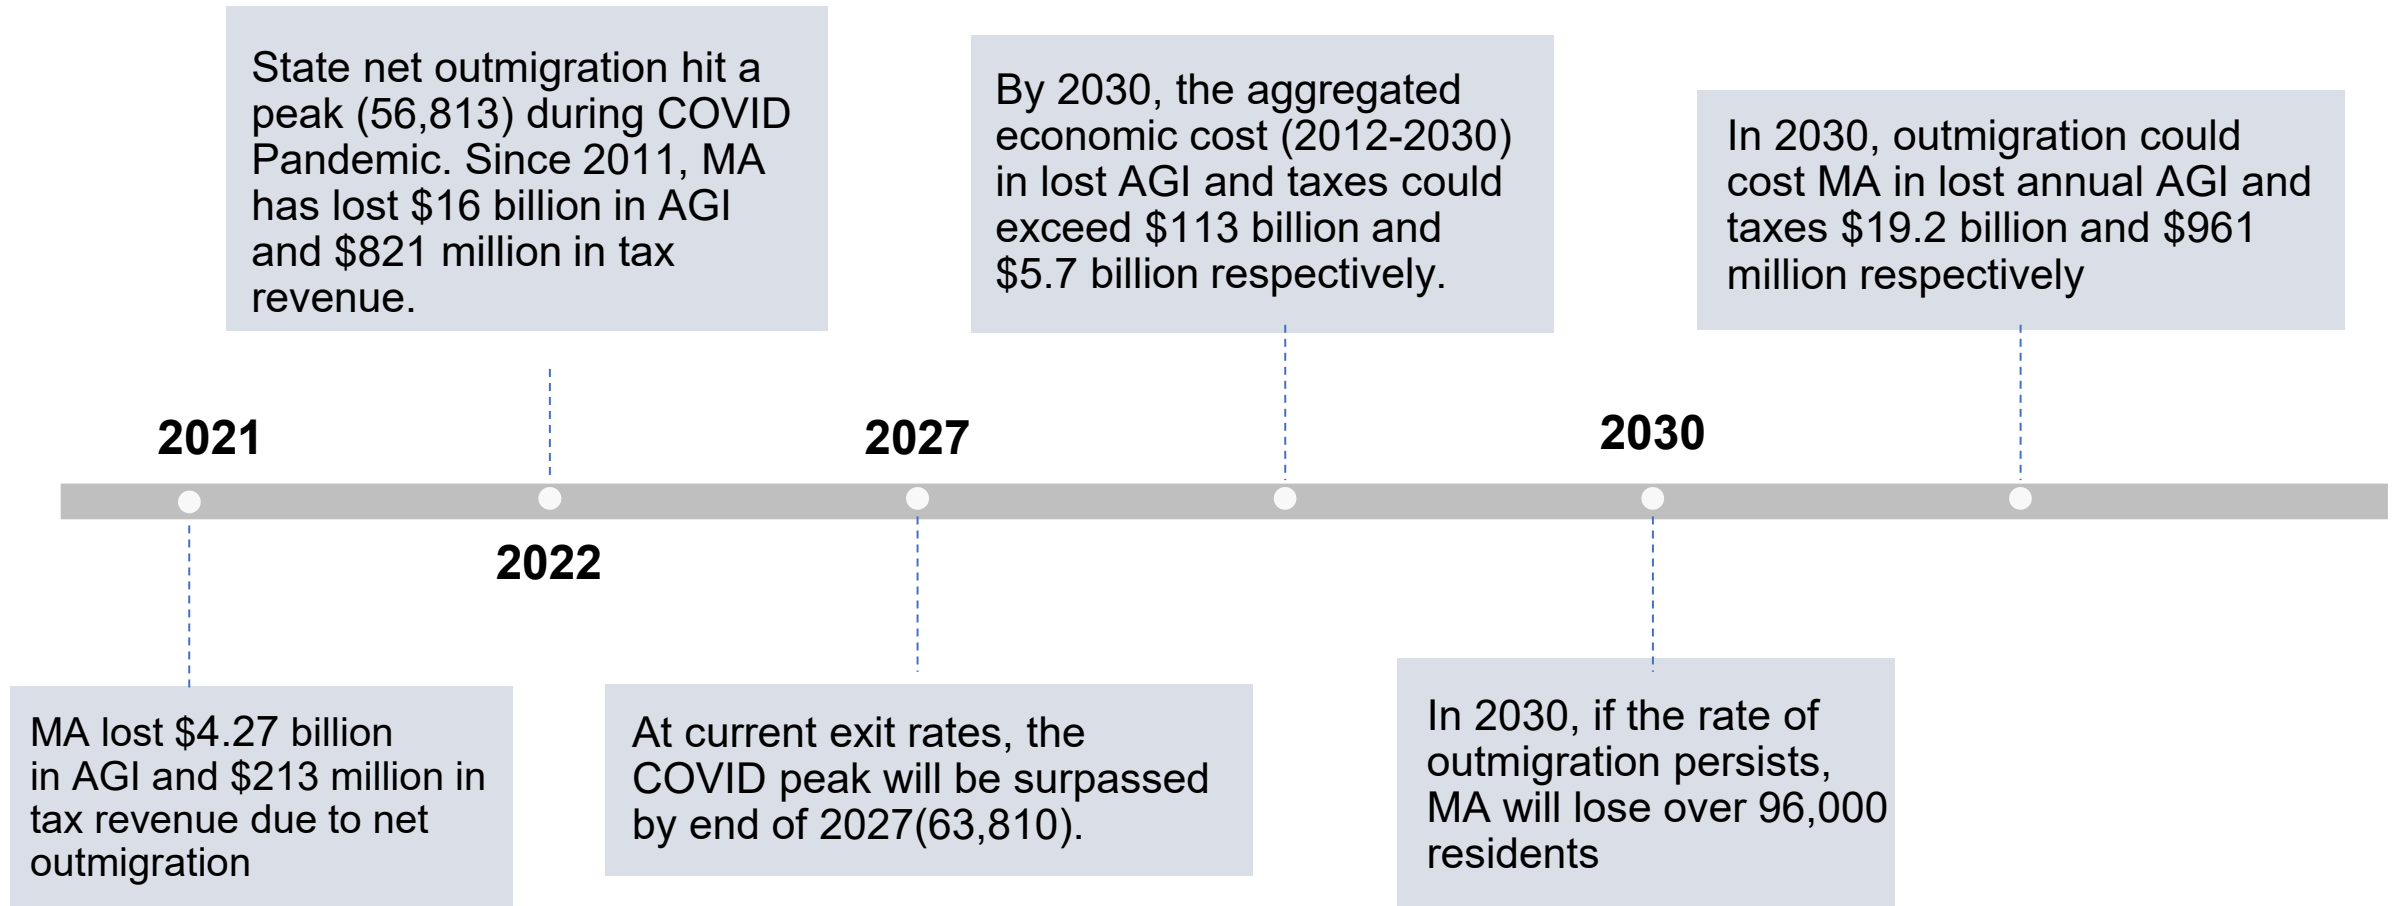 State net outmigration hit a
peak (56,813) during COVID
Pandemic. Since 2011, MA
has lost $16 billion in AGI
and $821 million in tax
revenue.
By 2030, the aggregated
economic cost (2012-2030)
in lost AGI and taxes could
exceed $113 billion and
$5.7 billion respectively.
In 2030, outmigration could
cost MA in lost annual AGI and
taxes $19.2 billion and $961
million respectively
2021
2027
2030
2022
MA lost $4.27 billion
in AGI and $213 million in
tax revenue due to net
outmigration
At current exit rates, the
COVID peak will be surpassed
by end of 2027(63,810).
In 2030, if the rate of
outmigration persists,
MA will lose over 96,000
residents